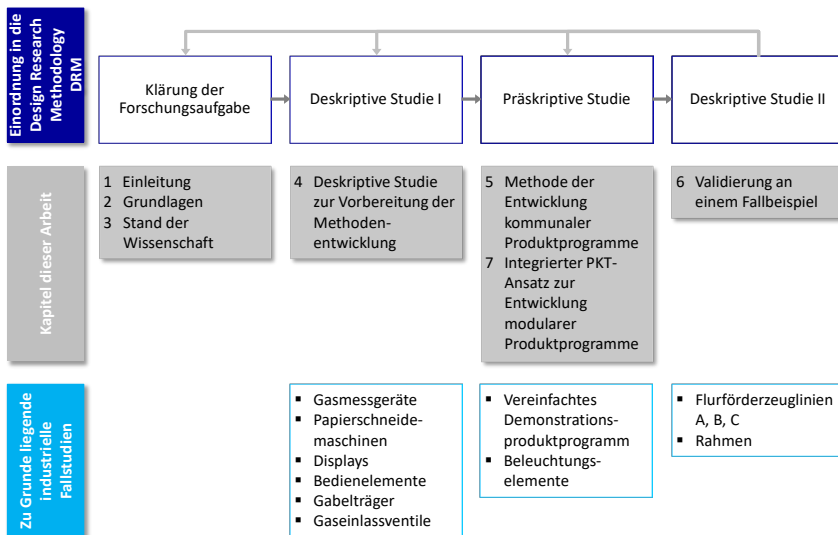 Einordnung in die
Design Research
Methodology
DRM
Klärung der
Forschungsaufgabe
Deskriptive Studie I
Präskriptive Studie
Deskriptive Studie II
Kapitel dieser Arbeit
1 Einleitung
2 Grundlagen
3 Stand der
Wissenschaft
4 Deskriptive Studie
zur Vorbereitung der
Methoden-
entwicklung
5 Methode der
Entwicklung
kommunaler
Produktprogramme
7 Integrierter PKT-
Ansatz zur
Entwicklung
modularer
Produktprogramme
6 Validierung an
einem Fallbeispiel
Zu Grunde liegende
industrielle
Fallstudien
▪ Gasmessgeräte
▪ Papierschneide-
maschinen
▪ Displays
▪ Bedienelemente
▪ Gabelträger
▪ Gaseinlassventile
▪ Vereinfachtes
Demonstrations-
produktprogramm
▪ Beleuchtungs-
elemente
▪ Flurförderzeuglinien
A, B, C
▪ Rahmen